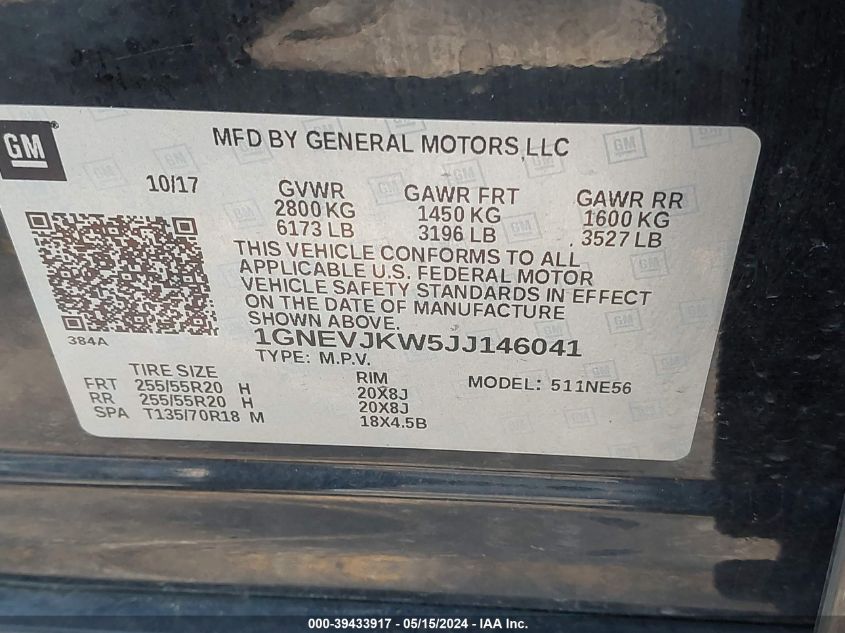 GM
MFD BY GENERAL MOTORS,LLC
10/17
GVWR
2800 KG
6173 LB
GAWR FRT
1450 KG
3196 LB
GAWR RR
1600 KG
3527 LB
THIS VEHICLE CONFORMS TO ALL
APPLICABLE U.S. FEDERAL MOTOR
VEHICLE SAFETY STANDARDS IN EFFECT
ON THE DATE OF MANUFACTURE
SHOWN ABOVE.
384A
1GNEVJKW5JJ146041
TYPE: M.P.V.
TIRE SIZE
RIM
MODEL: 511NE56
FRT 255/55R20 H 20X8J
RR 255/55R20 H 20X8J
SPA T135/70R18 M 18X4.5B
000-39433917 - 05/15/2024 - IAA Inc.